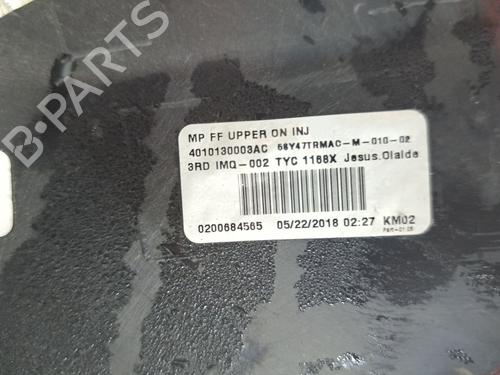 B-PARTS
MP FF UPPER ON INJ
4010130003AC 68Y47TRMAC-M-010-02
3RD IMQ-002 TYC 1168X Jesus.Olalde
0200684565 05/22/2018 02:27 KM02